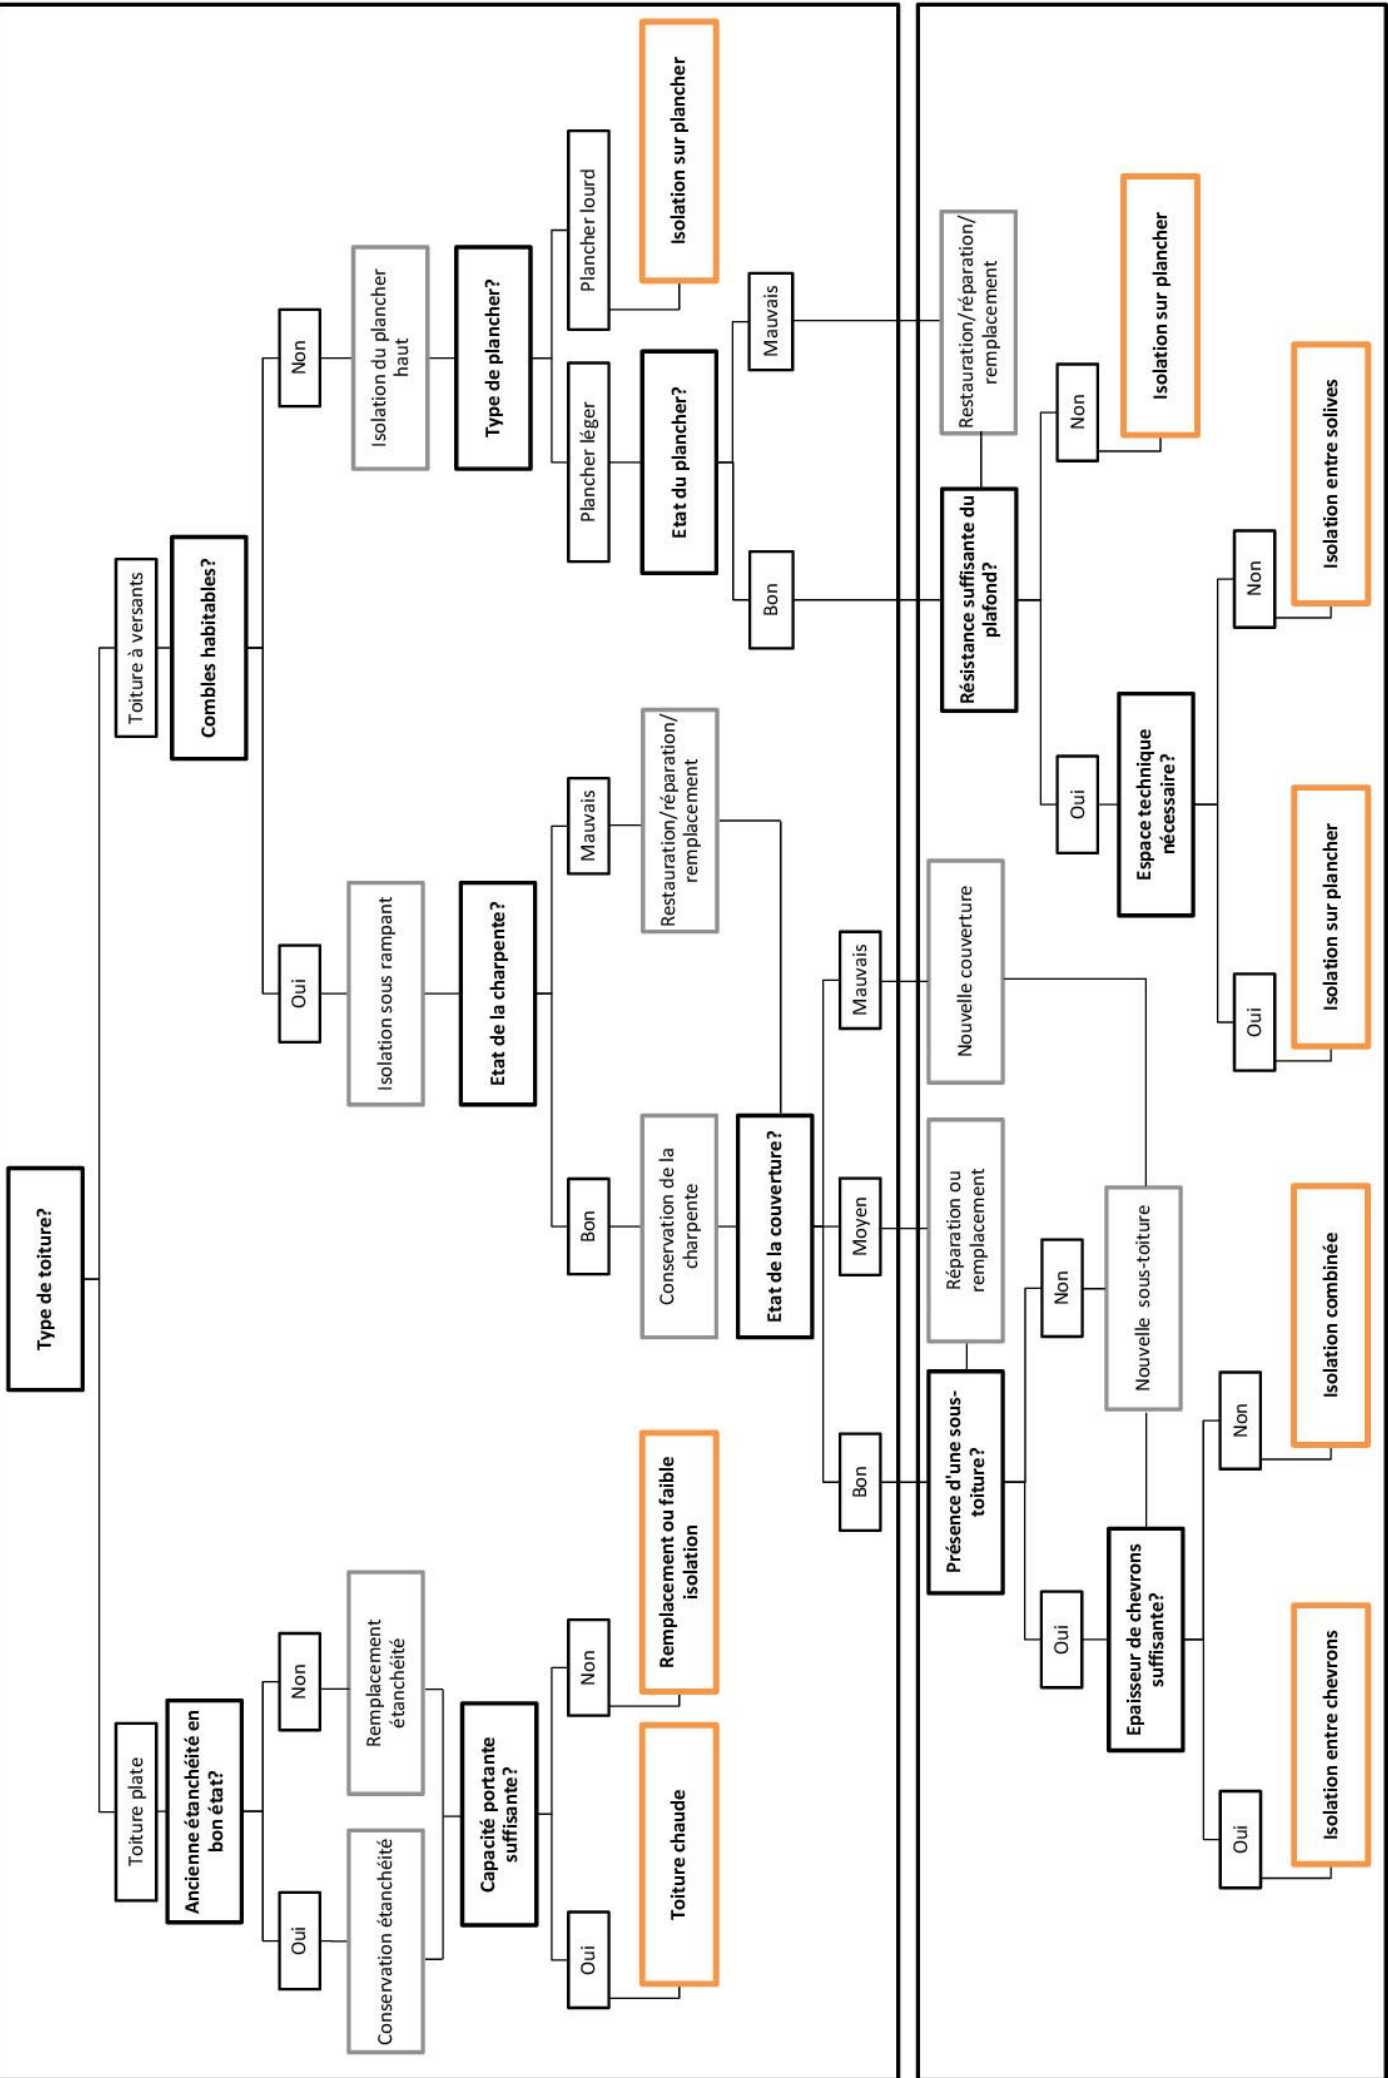 Type de toiture?
Toiture plate
Toiture à versants
Ancienne étanchéité en
bon état?
Combles habitables?
Oui
Non
Oui
Non
Conservation étanchéité
Remplacement
étanchéité
Isolation sous rampant
Isolation du plancher
haut
Capacité portante
suffisante?
Etat de la charpente?
Type de plancher?
Oui
Non
Bon
Mauvais
Plancher léger
Plancher lourd
Toiture chaude
Remplacement ou faible
isolation
Conservation de la
charpente
Restauration/réparation/
remplacement
Etat du plancher?
Isolation sur plancher
Etat de la couverture?
Bon
Mauvais
Bon
Moyen
Mauvais
Présence d'une sous-
toiture?
Réparation ou
remplacement
Nouvelle couverture
Résistance suffisante du
plafond?
Restauration/réparation/
remplacement
Oui
Non
Oui
Non
Epaisseur de chevrons
suffisante?
Nouvelle sous-toiture
Espace technique
nécessaire?
Isolation sur plancher
Oui
Non
Oui
Non
Isolation entre chevrons
Isolation combinée
Isolation sur plancher
Isolation entre solives